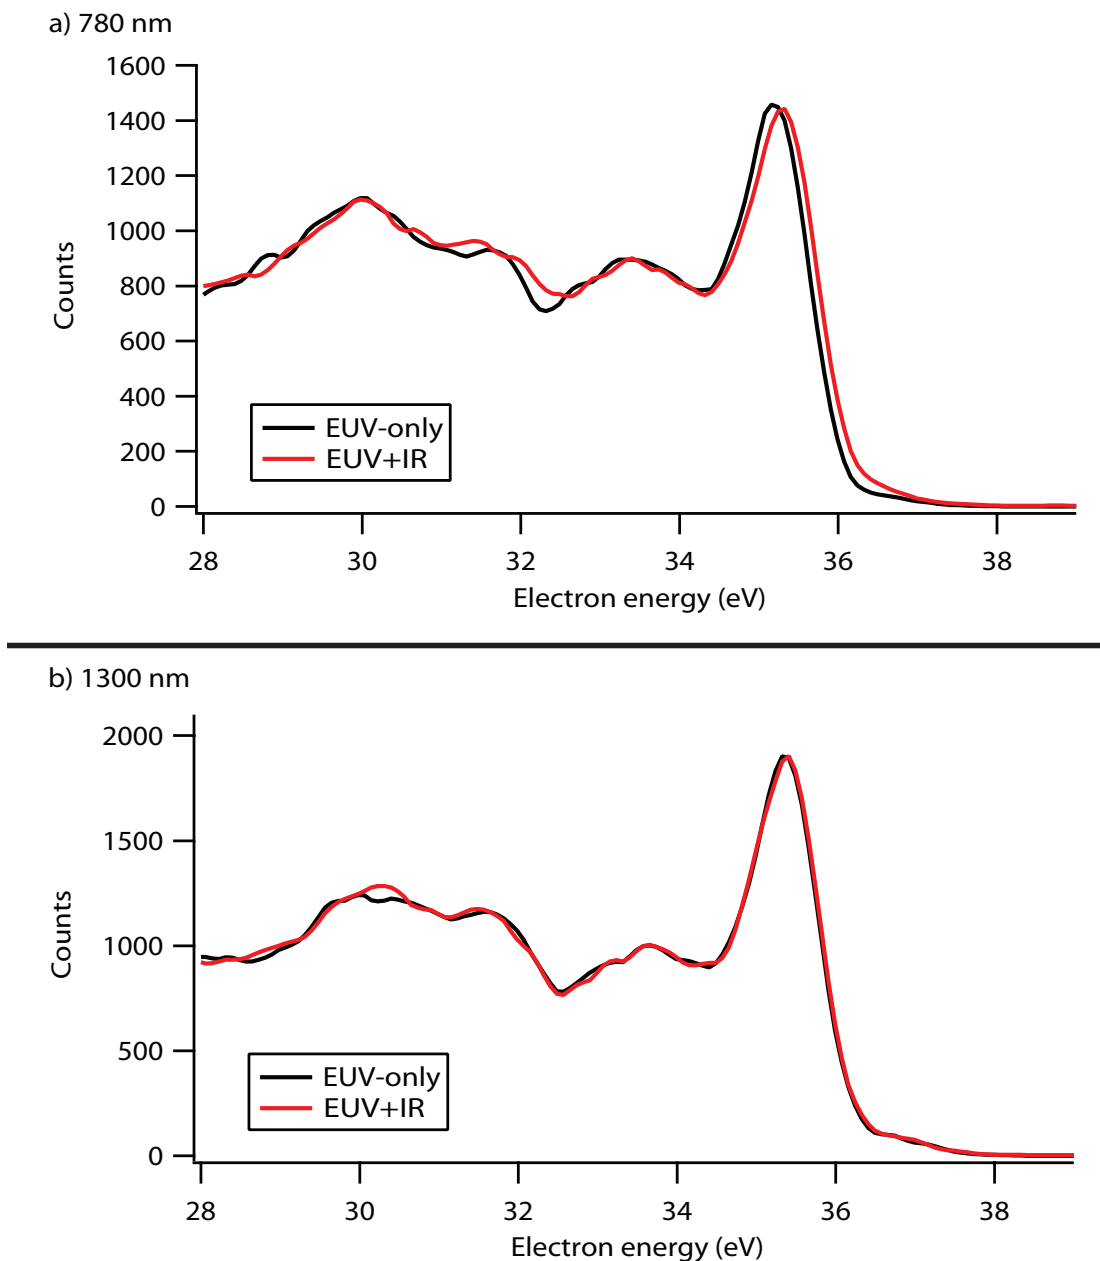 a) 780 nm
1600
1400
1200
1000
800
600
400
200
0
Counts
EUV-only
EUV+IR
28 30 32 34 36 38
Electron energy (eV)
b) 1300 nm
2000
1500
1000
500
0
Counts
EUV-only
EUV+IR
28 30 32 34 36 38
Electron energy (eV)